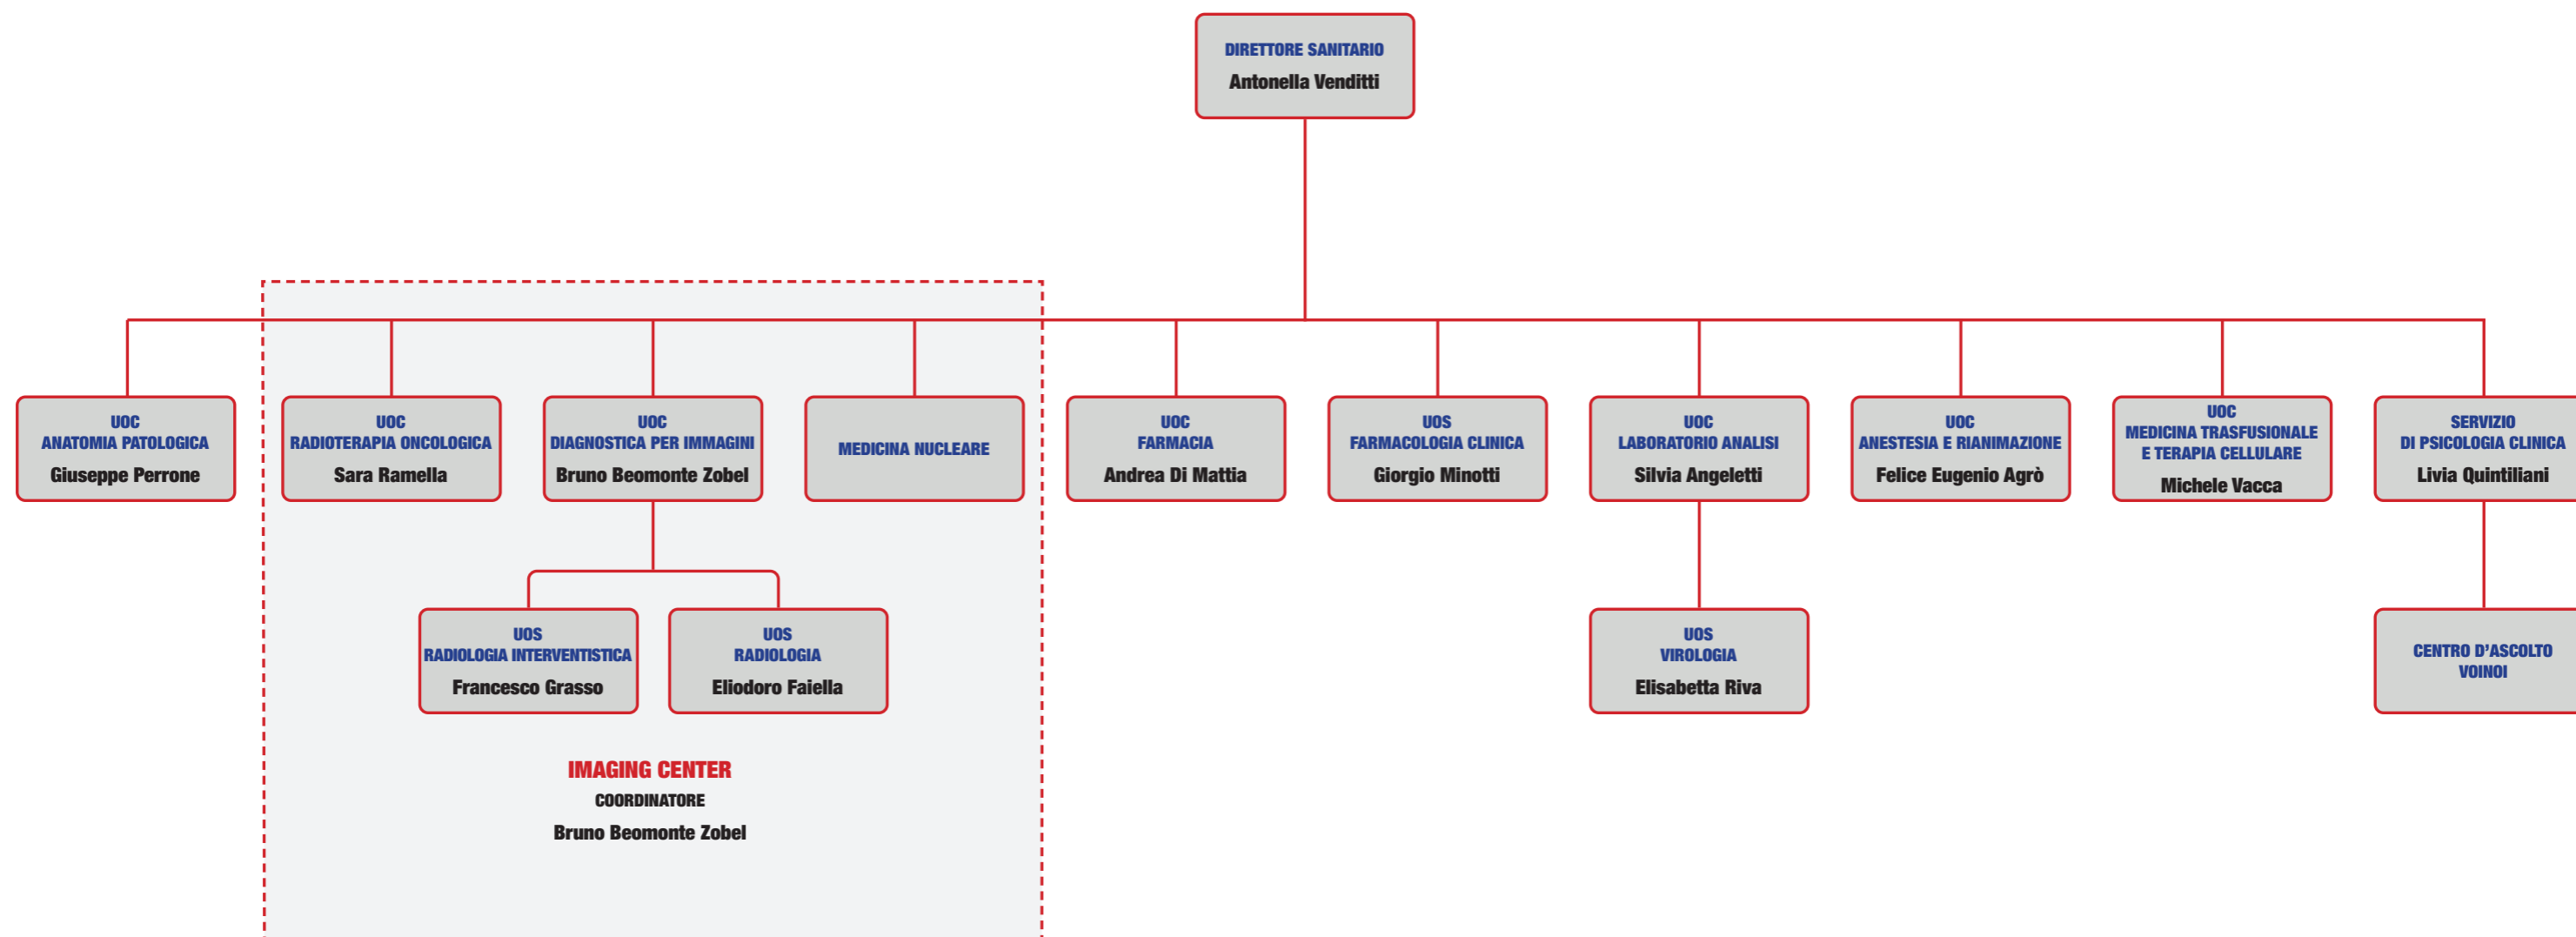 DIRETTORE SANITARIO
Antonella Venditti
UOC
ANATOMIA PATOLOGICA
Giuseppe Perrone
UOC
RADIOTERAPIA ONCOLOGICA
Sara Ramella
UOC
DIAGNOSTICA PER IMMAGINI
Bruno Beomonte Zobel
MEDICINA NUCLEARE
UOC
FARMACIA
Andrea Di Mattia
UOS
FARMACOLOGIA CLINICA
Giorgio Minotti
UOC
LABORATORIO ANALISI
Silvia Angeletti
UOC
ANESTESIA E RIANIMAZIONE
Felice Eugenio Agrò
UOC
MEDICINA TRASFUSIONALE
E TERAPIA CELLULARE
Michele Vacca
SERVIZIO
DI PSICOLOGIA CLINICA
Livia Quintiliani
UOS
RADIOLOGIA INTERVENTISTICA
Francesco Grasso
UOS
RADIOLOGIA
Eliodoro Faiella
UOS
VIROLOGIA
Elisabetta Riva
CENTRO D’ASCOLTO
VOINOI
IMAGING CENTER
COORDINATORE
Bruno Beomonte Zobel